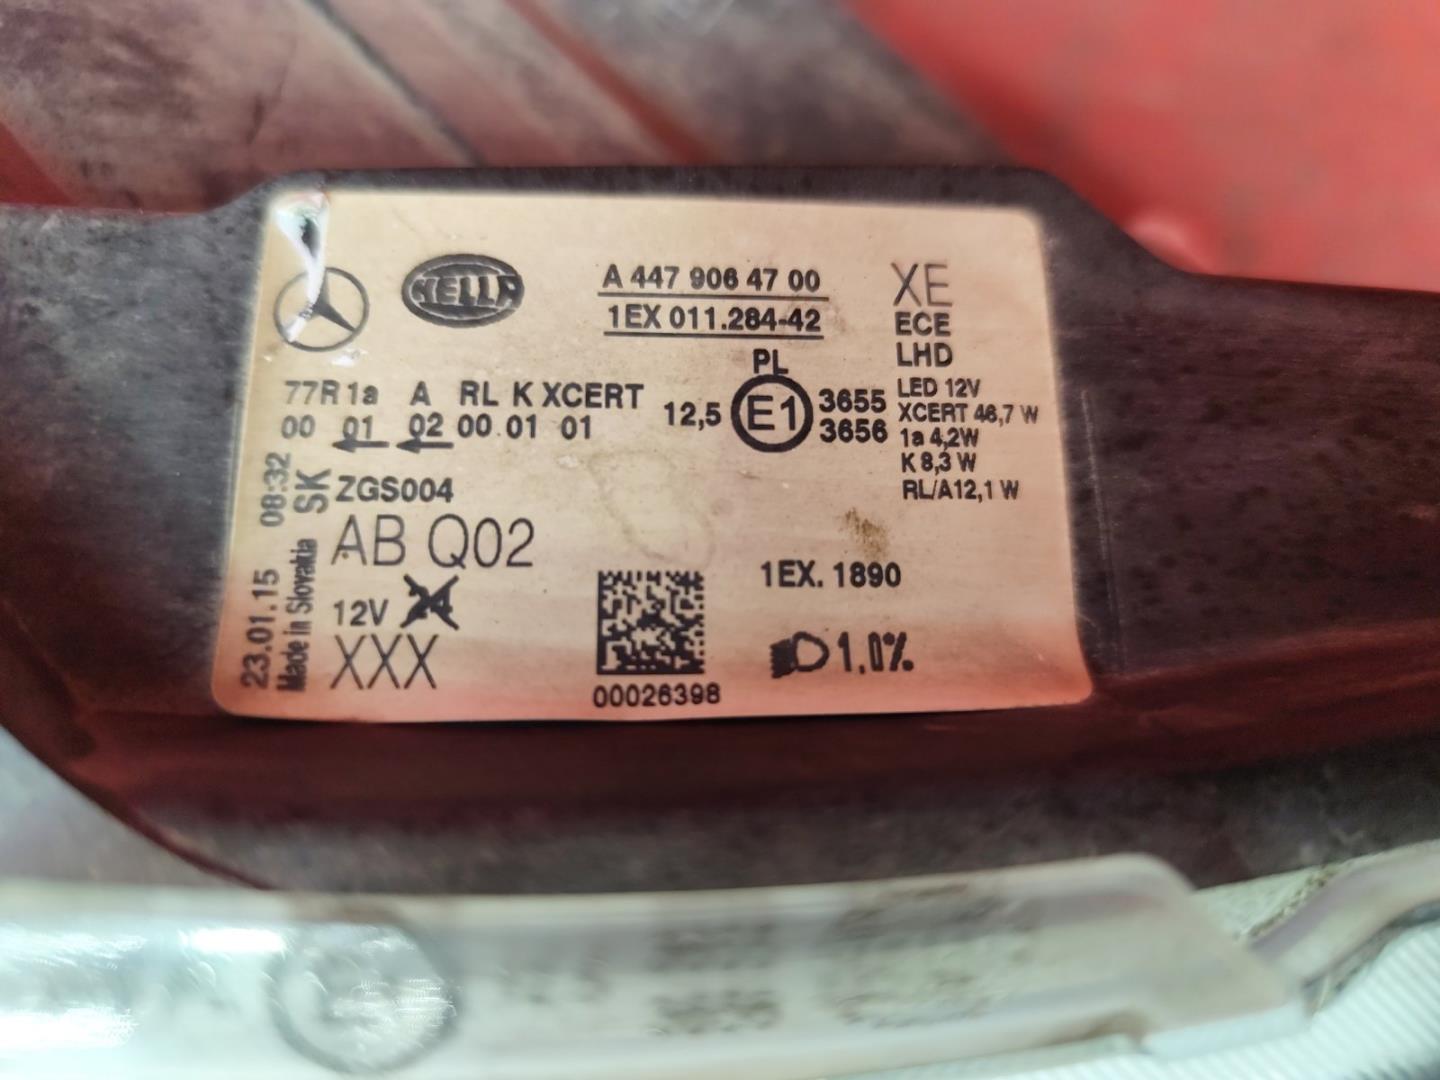 HELLA
A 447 906 47 00
1EX 011.284-42
XE
ECE
LHD
LED 12V
XCERT 46,7 W
1a 4,2W
K 8,3 W
RL/A12,1 W
77R 1a A RL K XCERT
00 01 02 00 01 01
12,5
PL
E1
3655
3656
23.01.15 08:32
Made in Slovakia SK
ZGS004
AB Q02
12V
XXX
00026398
1EX. 1890
1,0%
3656